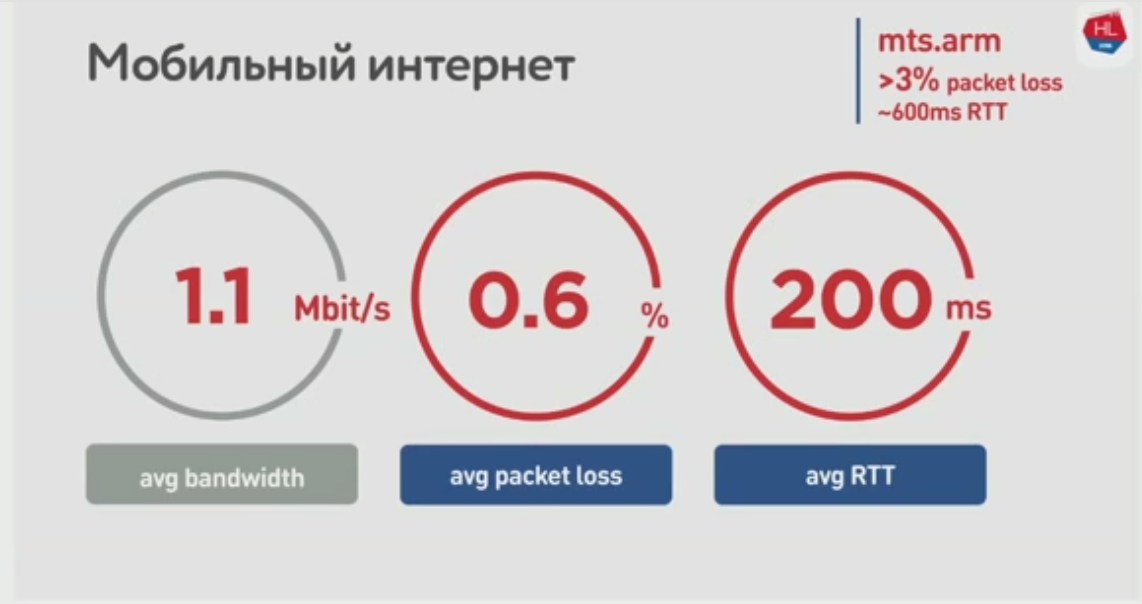 Мобильный интернет
mts.arm
>3% packet loss
~600ms RTT
HL
1.1 Mbit/s
0.6 %
200 ms
avg bandwidth
avg packet loss
avg RTT